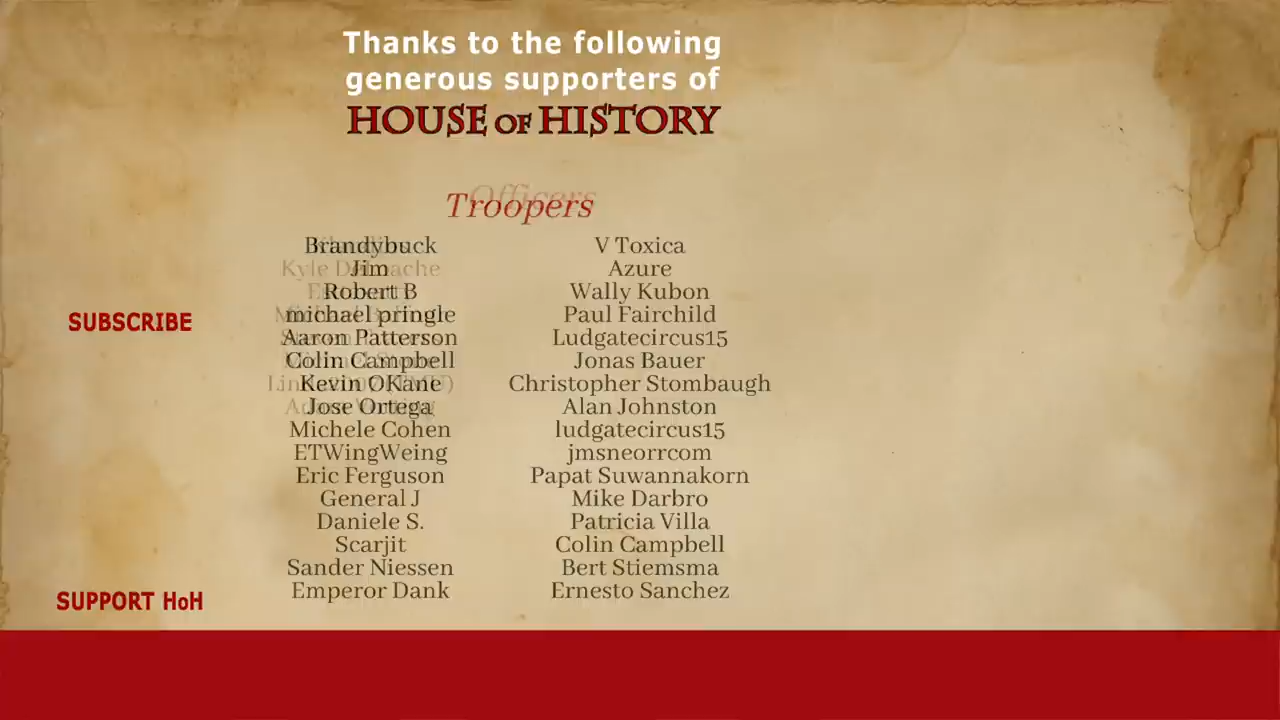 Thanks to the following
generous supporters of
HOUSE OF HISTORY
Officers
Troopers
Brandybuck
Jim
Robert B
michael pringle
Aaron Patterson
Colin Campbell
Kevin OKane
Jose Ortega
Michele Cohen
ETWingWeing
Eric Ferguson
General J
Daniele S.
Scarjit
Sander Niessen
Emperor Dank
V Toxica
Azure
Wally Kubon
Paul Fairchild
Ludgatecircus15
Jonas Bauer
Christopher Stombaugh
Alan Johnston
ludgatecircus15
jmsneorrcom
Papat Suwannakorn
Mike Darbro
Patricia Villa
Colin Campbell
Bert Stiemsma
Ernesto Sanchez
SUBSCRIBE
SUPPORT HoH